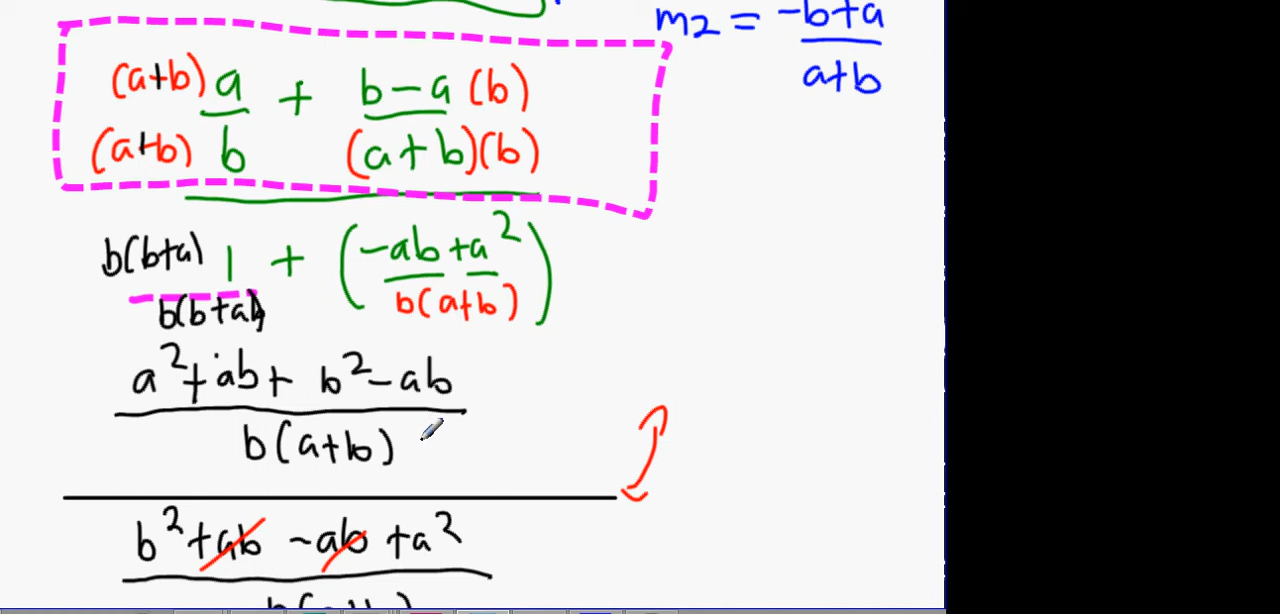 m2 = -b+a
a+b
(a+b) a + b-a (b)
(a+b) b (a+b)(b)
b(b+a) 1 + (-ab+a²)
b(b+a) b(a+b)
a²+ab+ b²-ab
b(a+b)
b²+ab -ab +a²